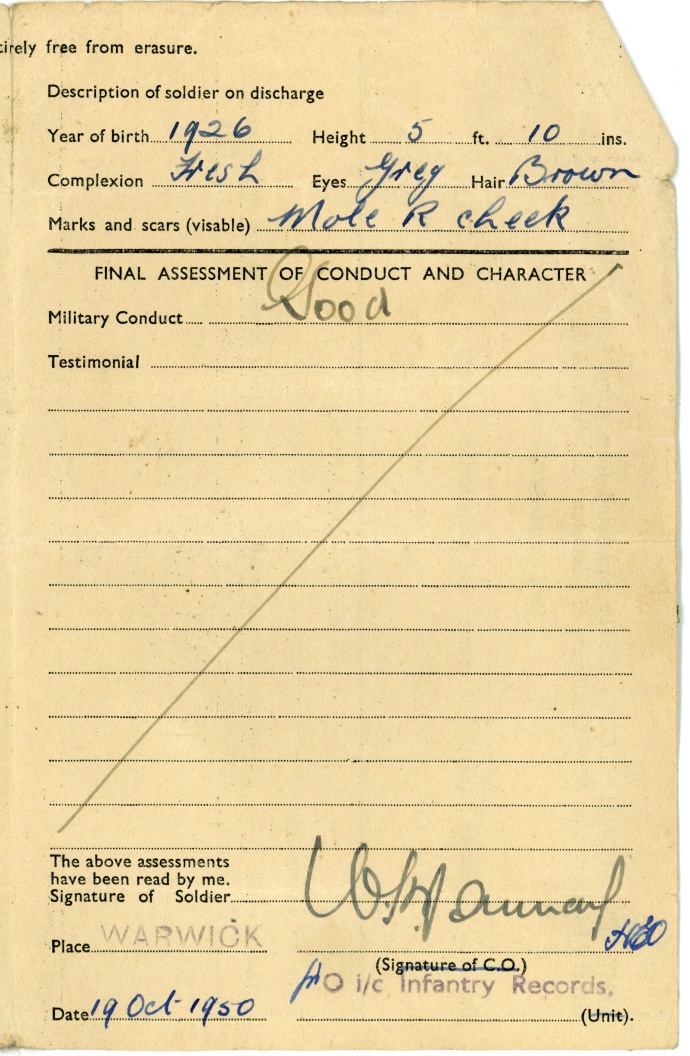 tirely free from erasure.
Description of soldier on discharge
Year of birth 1926 Height 5 ft. 10 ins.
Complexion Fresh Eyes Grey Hair Brown
Marks and scars (visable) Mole R cheek
FINAL ASSESSMENT OF CONDUCT AND CHARACTER
Military Conduct Good
Testimonial
The above assessments
have been read by me.
Signature of Soldier
Place WARWICK
(Signature of C.O.)
O i/c Infantry Records,
Date 19 Oct 1950 (Unit).